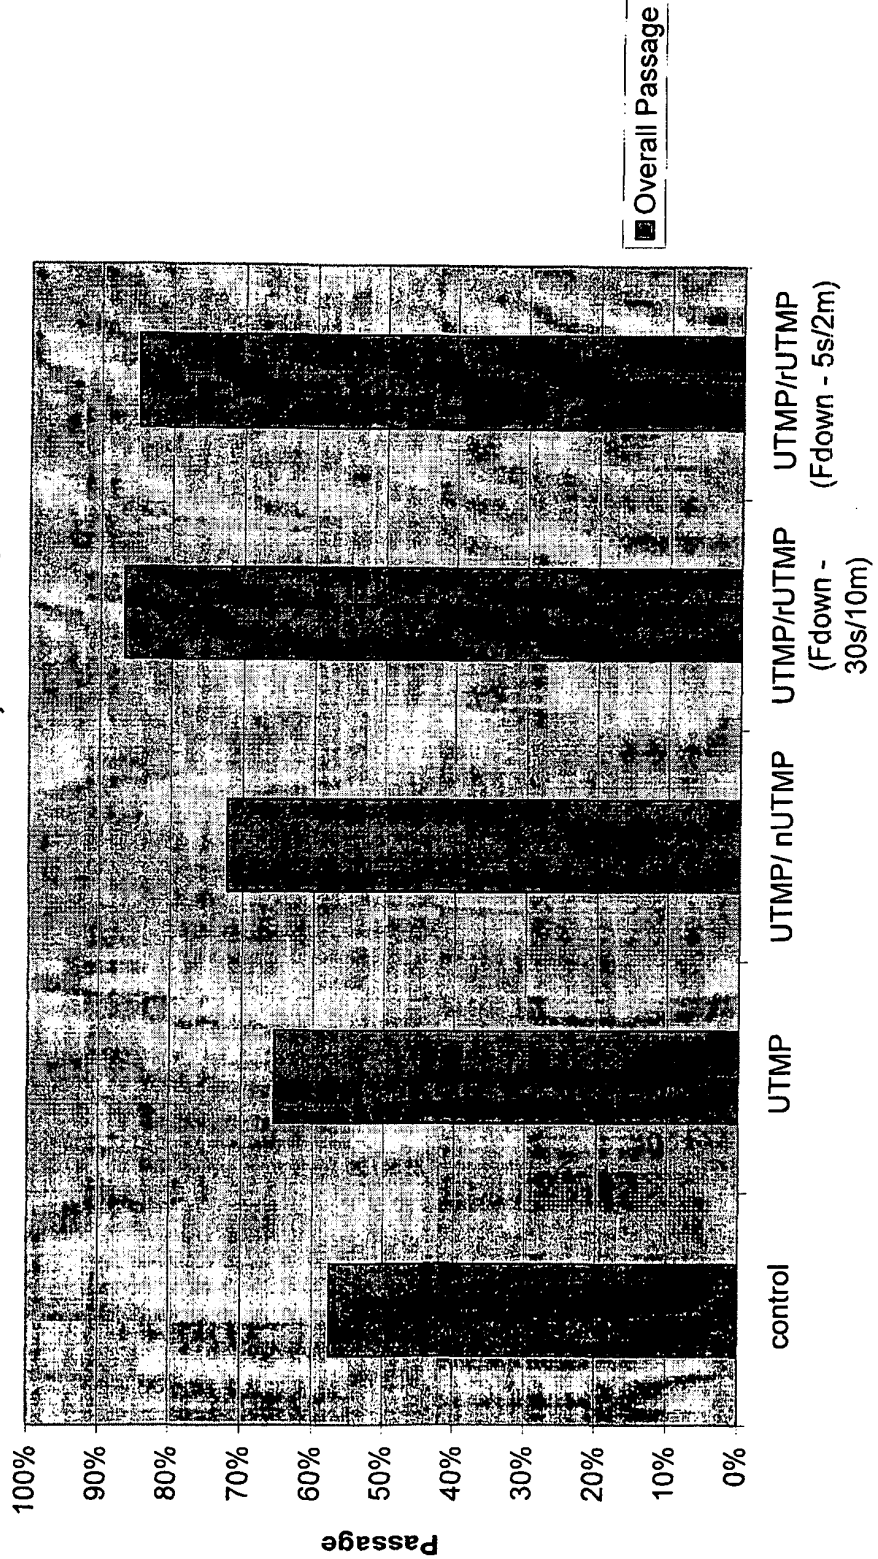 Passage
100%
90%
80%
70%
60%
50%
40%
30%
20%
10%
0%
control
UTMP
UTMP/ nUTMP
UTMP/rUTMP
(Fdown -
30s/10m)
UTMP/rUTMP
(Fdown - 5s/2m)
Overall Passage